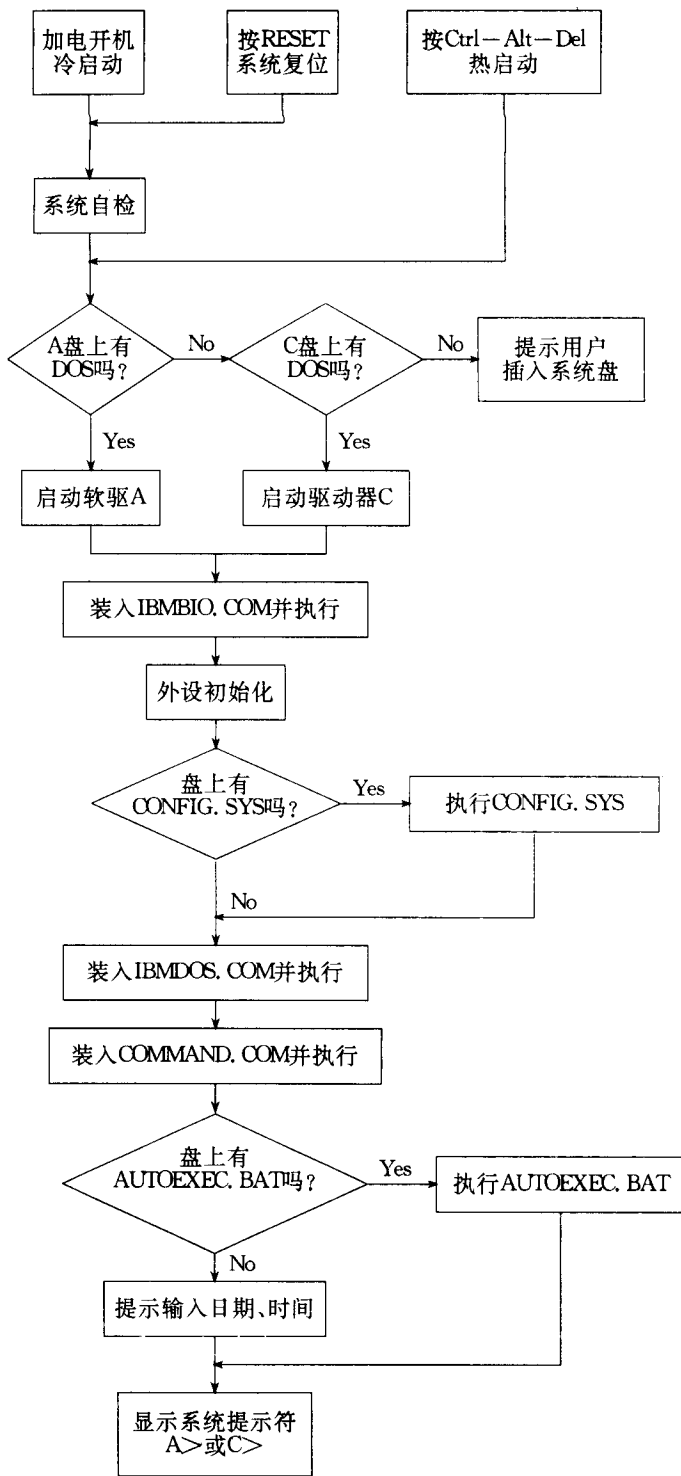 加电开机
冷启动
按RESET
系统复位
按Ctrl－Alt－Del
热启动
系统自检
A盘上有
DOS吗？
No
C盘上有
DOS吗？
No
提示用户
插入系统盘
Yes
Yes
启动软驱A
启动驱动器C
装入IBMBIO. COM并执行
外设初始化
盘上有
CONFIG. SYS吗？
Yes
执行CONFIG. SYS
No
装入IBMDOS. COM并执行
装入COMMAND. COM并执行
盘上有
AUTOEXEC. BAT吗？
Yes
执行AUTOEXEC. BAT
No
提示输入日期、时间
显示系统提示符
A＞或C＞